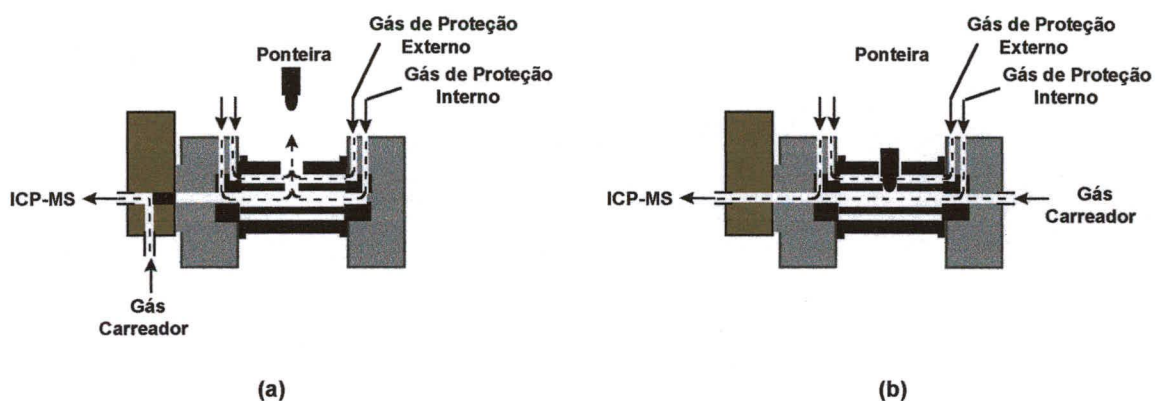 Gás de Proteção
Externo
Ponteira
Gás de Proteção
Interno
ICP-MS
Gás
Carreador
(a)
Gás de Proteção
Externo
Ponteira
Gás de Proteção
Interno
ICP-MS
Gás
Carreador
(b)